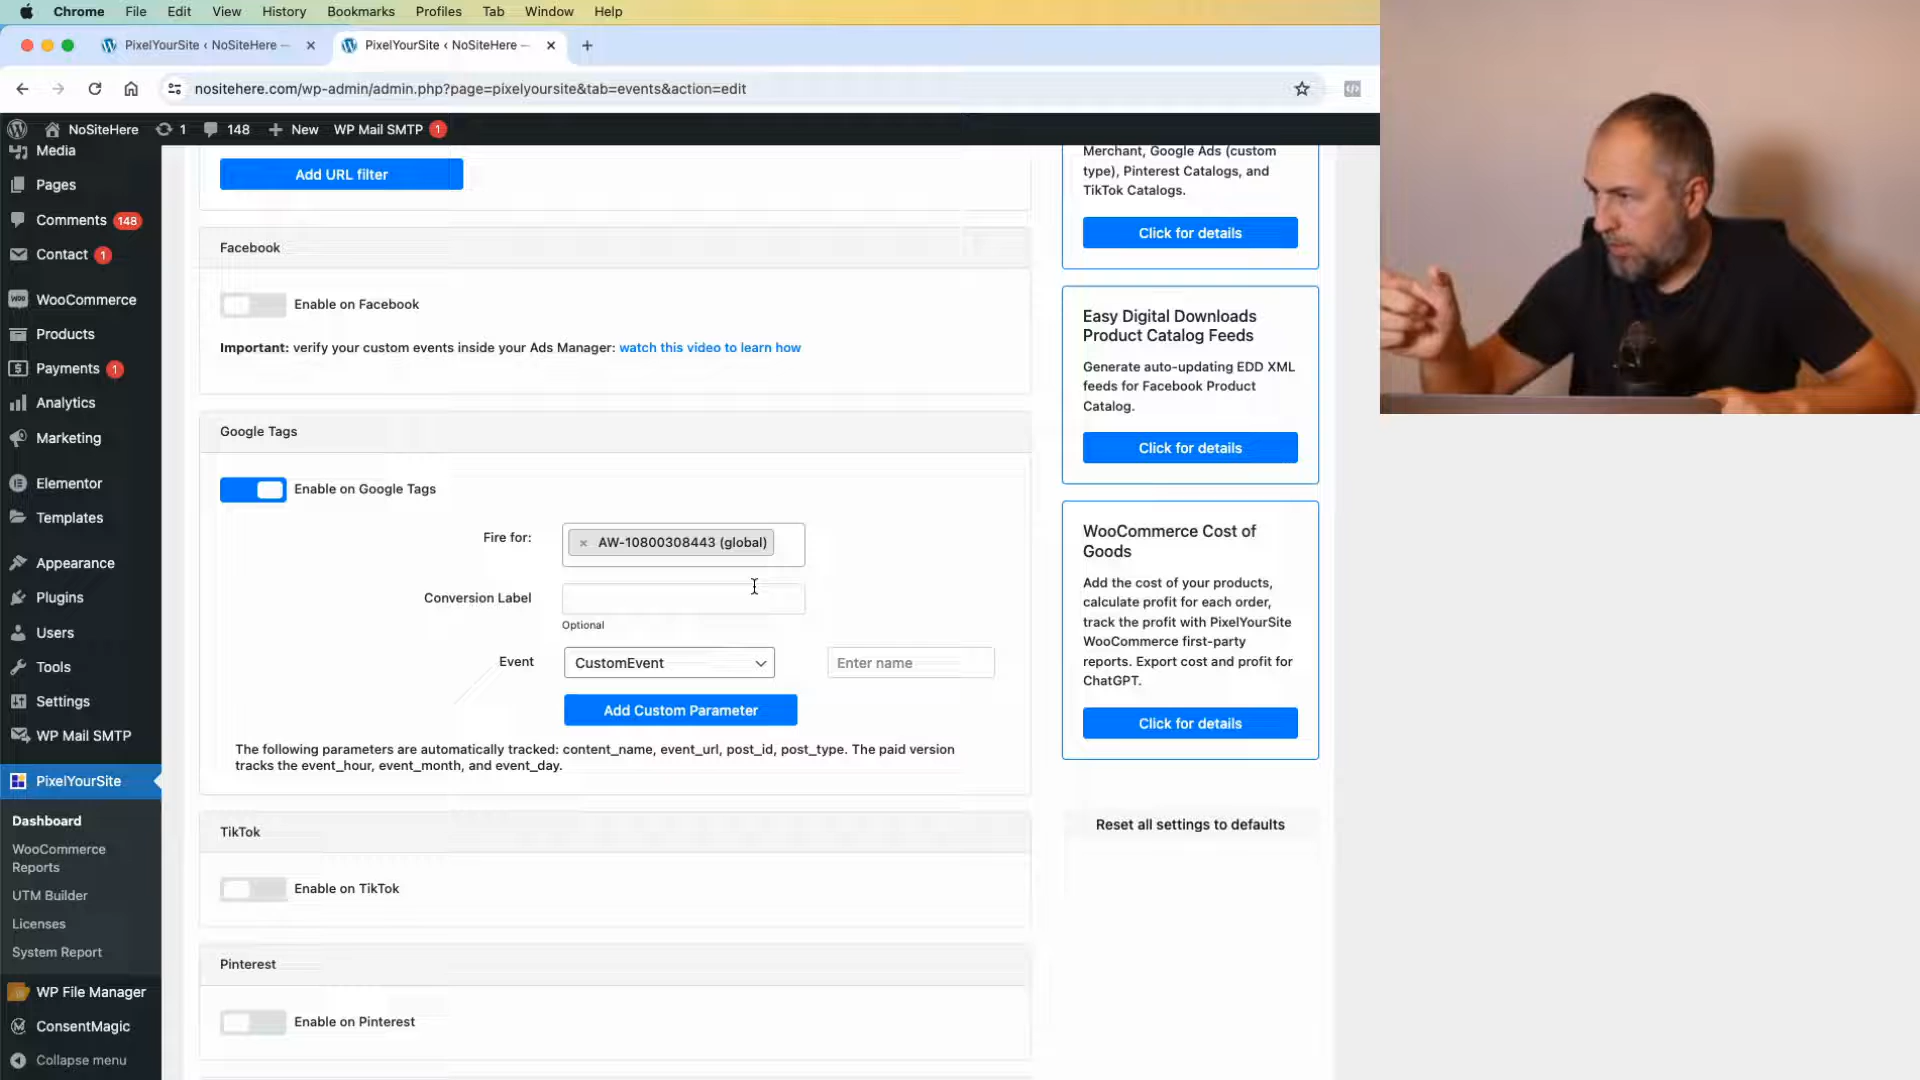 Chrome File Edit View History Bookmarks Profiles Tab Window Help
PixelYourSite ‹ NoSiteHere —
PixelYourSite ‹ NoSiteHere —
nositehere.com/wp-admin/admin.php?page=pixelyoursite&tab=events&action=edit
NoSiteHere 1 148 New WP Mail SMTP 1
Media
Pages
Comments 148
Contact 1
WooCommerce
Products
Payments 1
Analytics
Marketing
Elementor
Templates
Appearance
Plugins
Users
Tools
Settings
WP Mail SMTP
PixelYourSite
Dashboard
WooCommerce
Reports
UTM Builder
Licenses
System Report
WP File Manager
ConsentMagic
Collapse menu
Add URL filter
Facebook
Enable on Facebook
Important: verify your custom events inside your Ads Manager: watch this video to learn how
Google Tags
Enable on Google Tags
Fire for:
× AW-10800308443 (global)
Conversion Label
Optional
Event
CustomEvent
Enter name
Add Custom Parameter
The following parameters are automatically tracked: content_name, event_url, post_id, post_type. The paid version
tracks the event_hour, event_month, and event_day.
TikTok
Enable on TikTok
Pinterest
Enable on Pinterest
Merchant, Google Ads (custom
type), Pinterest Catalogs, and
TikTok Catalogs.
Click for details
Easy Digital Downloads
Product Catalog Feeds
Generate auto-updating EDD XML
feeds for Facebook Product
Catalog.
Click for details
WooCommerce Cost of
Goods
Add the cost of your products,
calculate profit for each order,
track the profit with PixelYourSite
WooCommerce first-party
reports. Export cost and profit for
ChatGPT.
Click for details
Reset all settings to defaults